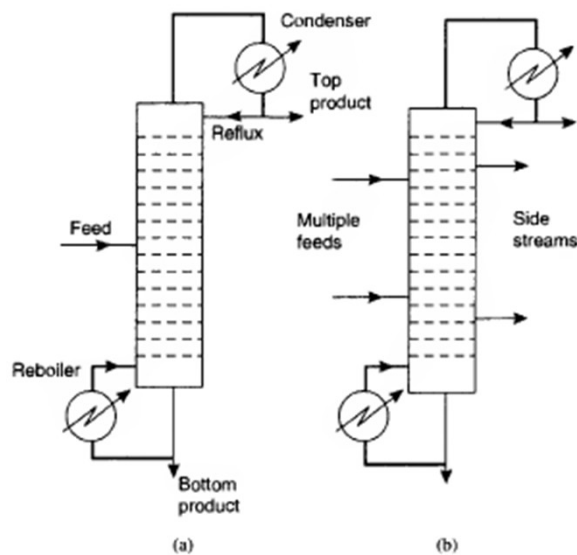 Condenser
Top
product
Reflux
Feed
Multiple
feeds
Side
streams
Reboiler
Bottom
product
(a)
(b)